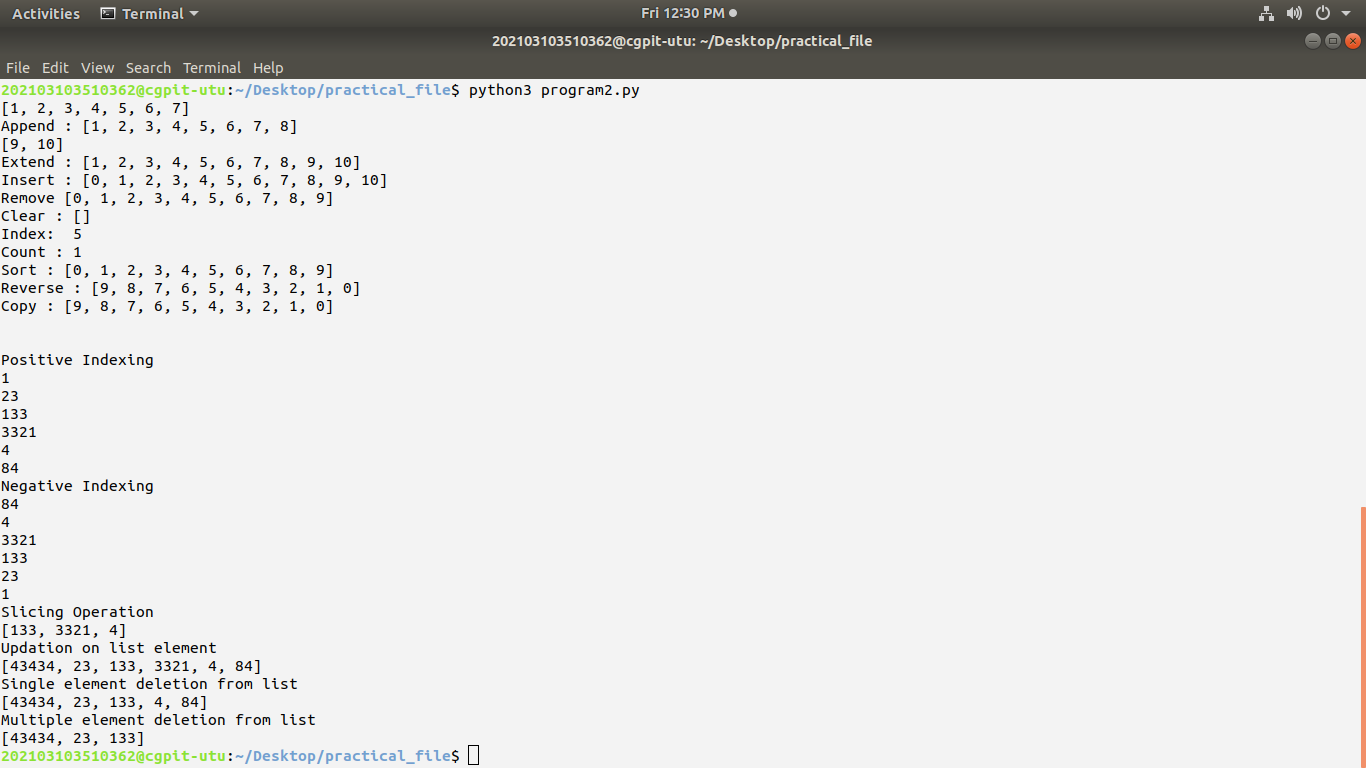 Activities Terminal Fri 12:30 PM
202103103510362@cgpit-utu: ~/Desktop/practical_file
File Edit View Search Terminal Help
202103103510362@cgpit-utu:~/Desktop/practical_file$ python3 program2.py
[1, 2, 3, 4, 5, 6, 7]
Append : [1, 2, 3, 4, 5, 6, 7, 8]
[9, 10]
Extend : [1, 2, 3, 4, 5, 6, 7, 8, 9, 10]
Insert : [0, 1, 2, 3, 4, 5, 6, 7, 8, 9, 10]
Remove [0, 1, 2, 3, 4, 5, 6, 7, 8, 9]
Clear : []
Index:  5
Count : 1
Sort : [0, 1, 2, 3, 4, 5, 6, 7, 8, 9]
Reverse : [9, 8, 7, 6, 5, 4, 3, 2, 1, 0]
Copy : [9, 8, 7, 6, 5, 4, 3, 2, 1, 0]
Positive Indexing
1
23
133
3321
4
84
Negative Indexing
84
4
3321
133
23
1
Slicing Operation
[133, 3321, 4]
Updation on list element
[43434, 23, 133, 3321, 4, 84]
Single element deletion from list
[43434, 23, 133, 4, 84]
Multiple element deletion from list
[43434, 23, 133]
202103103510362@cgpit-utu:~/Desktop/practical_file$